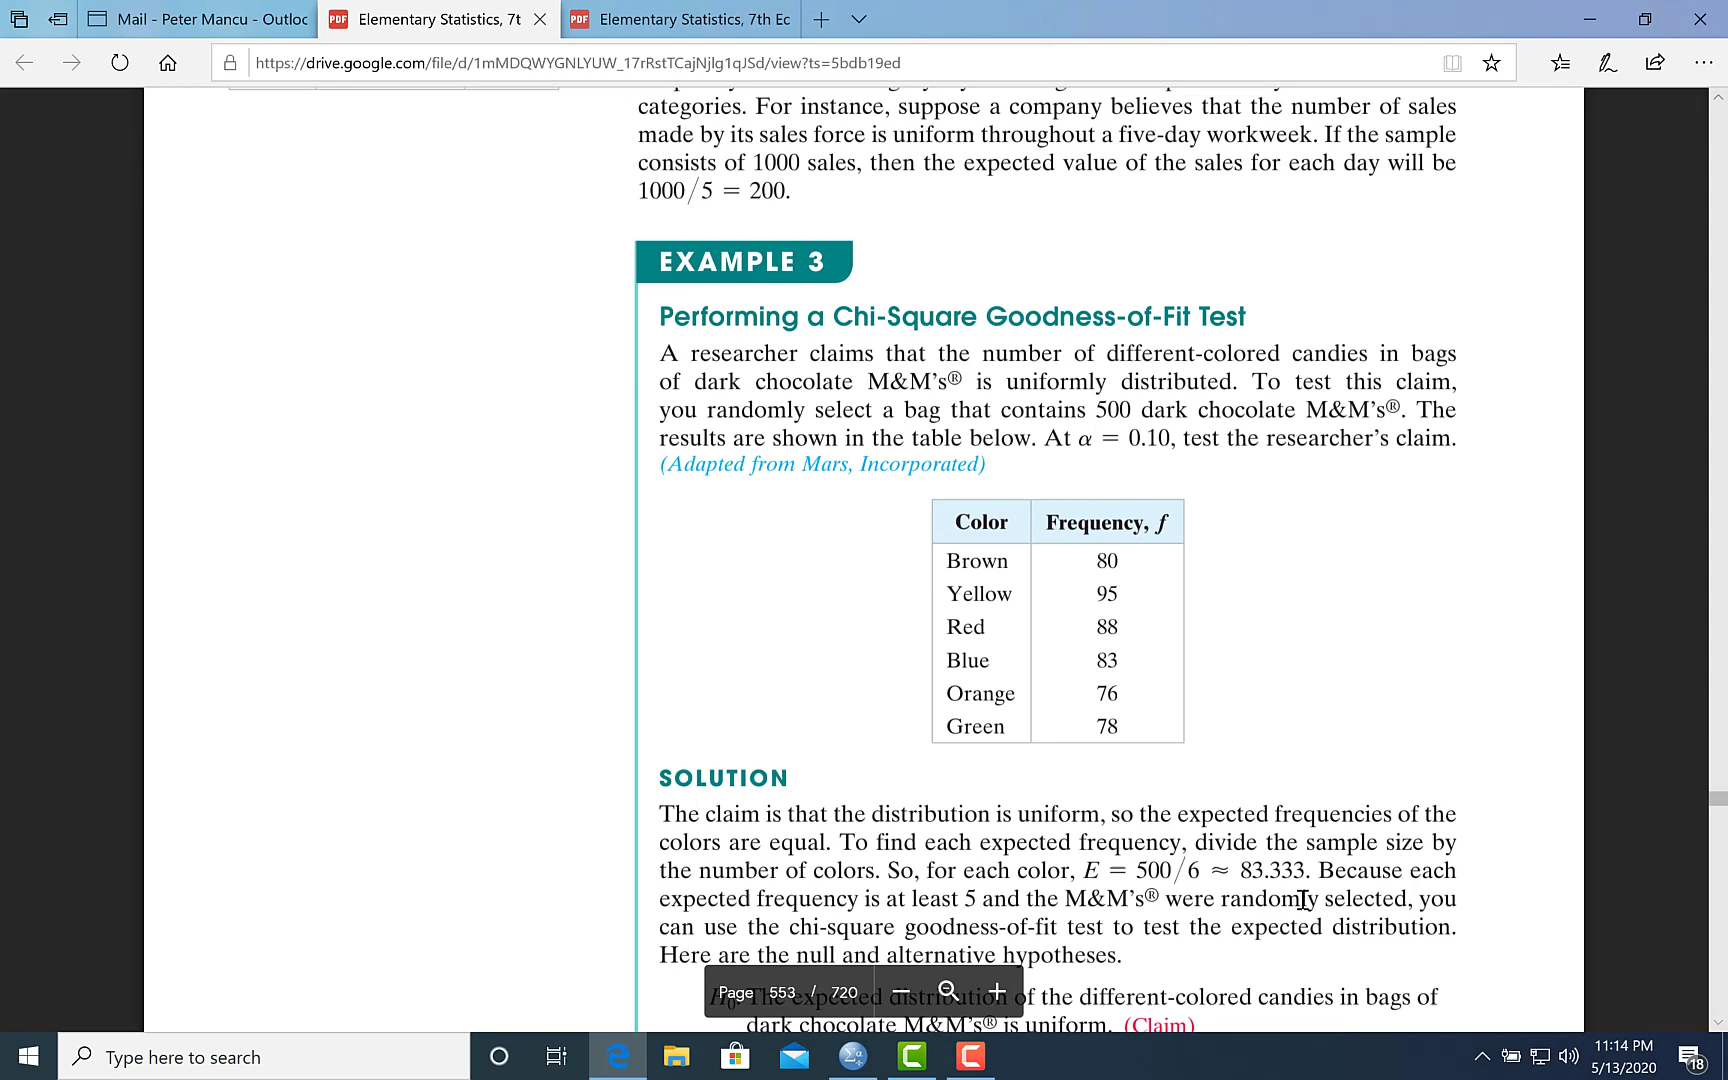 Mail - Peter Mancu - Outloc
Elementary Statistics, 7t
Elementary Statistics, 7th Ec
https://drive.google.com/file/d/1mMDQWYGNLYUW_17rRstTCajNjlg1qJSd/view?ts=5bdb19ed
categories. For instance, suppose a company believes that the number of sales
made by its sales force is uniform throughout a five-day workweek. If the sample
consists of 1000 sales, then the expected value of the sales for each day will be
1000/5 = 200.
EXAMPLE 3
Performing a Chi-Square Goodness-of-Fit Test
A researcher claims that the number of different-colored candies in bags
of dark chocolate M&M's® is uniformly distributed. To test this claim,
you randomly select a bag that contains 500 dark chocolate M&M's®. The
results are shown in the table below. At α = 0.10, test the researcher's claim.
(Adapted from Mars, Incorporated)
Color Frequency, f
Brown 80
Yellow 95
Red 88
Blue 83
Orange 76
Green 78
SOLUTION
The claim is that the distribution is uniform, so the expected frequencies of the
colors are equal. To find each expected frequency, divide the sample size by
the number of colors. So, for each color, E = 500/6 ≈ 83.333. Because each
expected frequency is at least 5 and the M&M's® were randomly selected, you
can use the chi-square goodness-of-fit test to test the expected distribution.
Here are the null and alternative hypotheses.
H₀: The expected distribution of the different-colored candies in bags of
dark chocolate M&M's® is uniform. (Claim)
Page 553 / 720
Type here to search
11:14 PM
5/13/2020
18